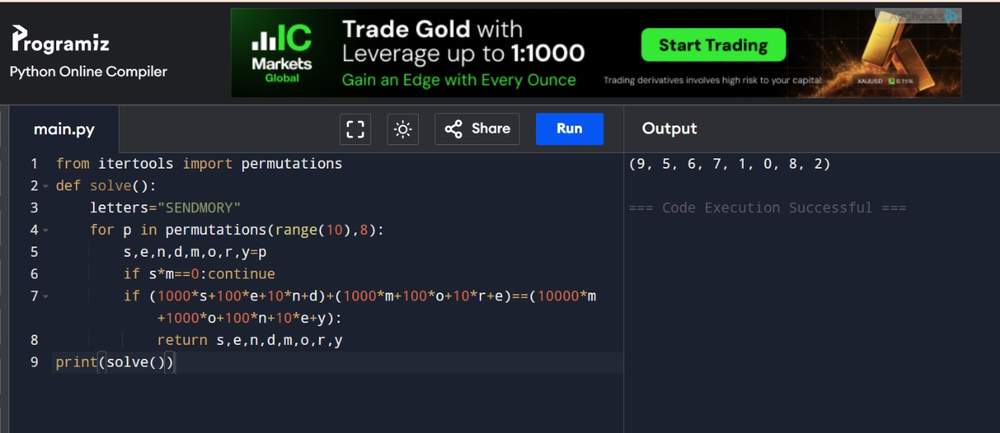 Programiz
Python Online Compiler
IC
Markets
Global
Trade Gold with
Leverage up to 1:1000
Gain an Edge with Every Ounce
Start Trading
Trading derivatives involves high risk to your capital
AdChoices
XAUUSD 0.15%
main.py
Share
Run
Output
1 from itertools import permutations
2 def solve():
3 letters="SENDMORY"
4 for p in permutations(range(10),8):
5 s,e,n,d,m,o,r,y=p
6 if s*m==0:continue
7 if (1000*s+100*e+10*n+d)+(1000*m+100*o+10*r+e)==(10000*m
+1000*o+100*n+10*e+y):
8 return s,e,n,d,m,o,r,y
9 print(solve())
(9, 5, 6, 7, 1, 0, 8, 2)
=== Code Execution Successful ===